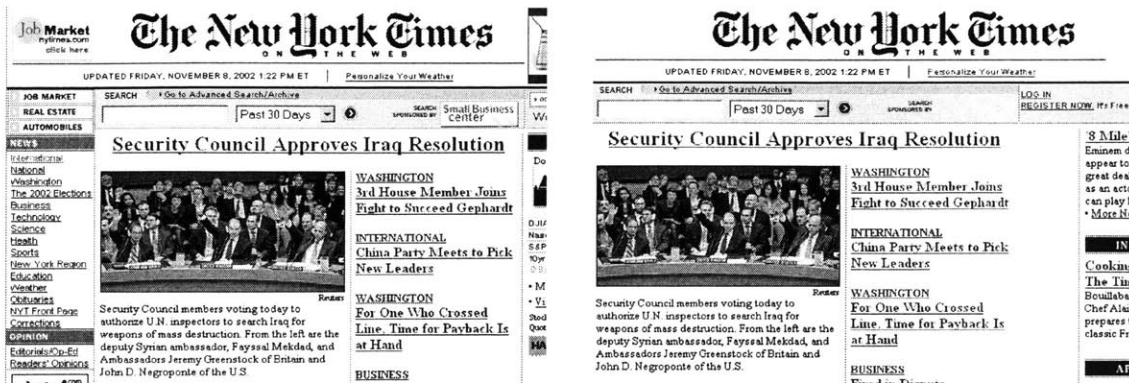 Job Market
nytimes.com
click here
The New York Times
ON THE WEB
UPDATED FRIDAY, NOVEMBER 8, 2002 1:22 PM ET | Personalize Your Weather
JOB MARKET
REAL ESTATE
AUTOMOBILES
NEWS
International
National
Washington
The 2002 Elections
Business
Technology
Science
Health
Sports
New York Region
Education
Weather
Obituaries
NYT Front Page
Corrections
OPINION
Editorials/Op-Ed
Readers' Opinions
SEARCH Go to Advanced Search/Archive
Past 30 Days
SEARCH
SPONSORED BY
Small Business
center
Security Council Approves Iraq Resolution
Reuters
Security Council members voting today to
authorize U.N. inspectors to search Iraq for
weapons of mass destruction. From the left are the
deputy Syrian ambassador, Fayssal Mekdad, and
Ambassadors Jeremy Greenstock of Britain and
John D. Negroponte of the U.S.
WASHINGTON
3rd House Member Joins
Fight to Succeed Gephardt
INTERNATIONAL
China Party Meets to Pick
New Leaders
WASHINGTON
For One Who Crossed
Line, Time for Payback Is
at Hand
BUSINESS
The New York Times
ON THE WEB
UPDATED FRIDAY, NOVEMBER 8, 2002 1:22 PM ET | Personalize Your Weather
SEARCH Go to Advanced Search/Archive
Past 30 Days
SEARCH
SPONSORED BY
LOG IN
REGISTER NOW. It's Free
Security Council Approves Iraq Resolution
Reuters
Security Council members voting today to
authorize U.N. inspectors to search Iraq for
weapons of mass destruction. From the left are the
deputy Syrian ambassador, Fayssal Mekdad, and
Ambassadors Jeremy Greenstock of Britain and
John D. Negroponte of the U.S.
WASHINGTON
3rd House Member Joins
Fight to Succeed Gephardt
INTERNATIONAL
China Party Meets to Pick
New Leaders
WASHINGTON
For One Who Crossed
Line, Time for Payback Is
at Hand
BUSINESS
'8 Mile'
Eminem
appear to
great
as an
can play
Cooking
Chef
prepares
classic